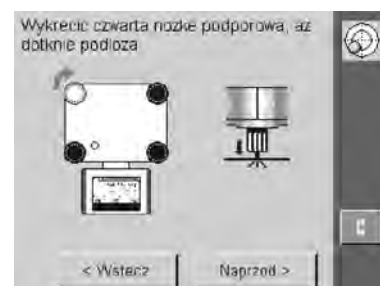 Wykrecic czwarta nozke podporowa, az
dotknie podloza
< Wstecz
Naprzod >